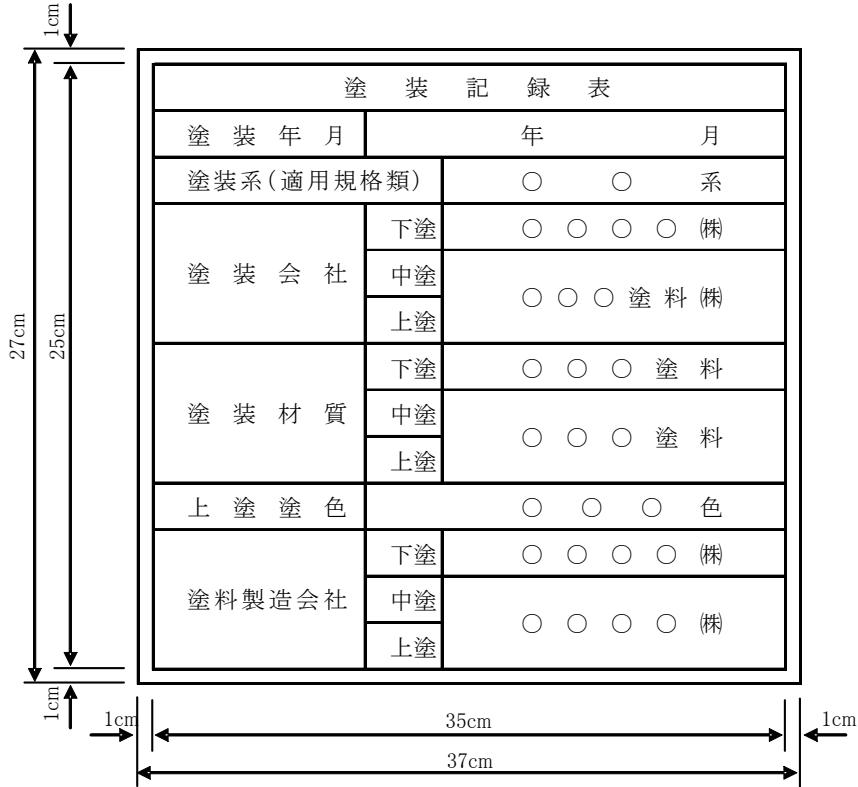 1cm
塗装記録表
塗装年月 年 月
塗装系(適用規格類) ○ ○ 系
塗装会社 下塗 ○ ○ ○ ○ ㈱
中塗 ○ ○ ○ 塗 料 ㈱
上塗
塗装材質 下塗 ○ ○ ○ 塗 料
中塗 ○ ○ ○ 塗 料
上塗
上塗塗色 ○ ○ ○ 色
塗料製造会社 下塗 ○ ○ ○ ○ ㈱
中塗 ○ ○ ○ ○ ㈱
上塗
27cm
25cm
1cm
1cm
35cm
1cm
37cm